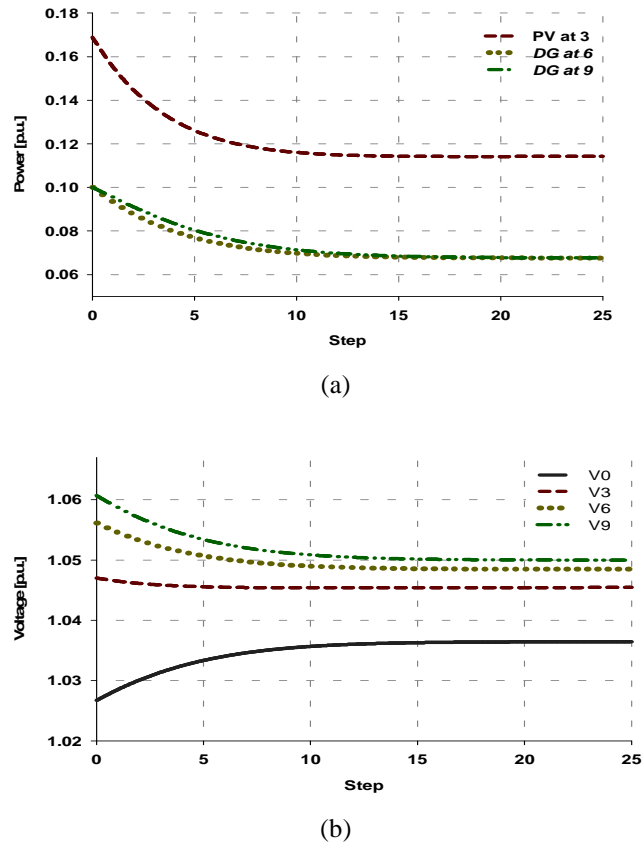 0.18
0.16
0.14
0.12
0.10
0.08
0.06
Power [p.u.]
PV at 3
DG at 6
DG at 9
0 5 10 15 20 25
Step
(a)
1.06
1.05
1.04
1.03
1.02
Voltage [p.u.]
V0
V3
V6
V9
0 5 10 15 20 25
Step
(b)